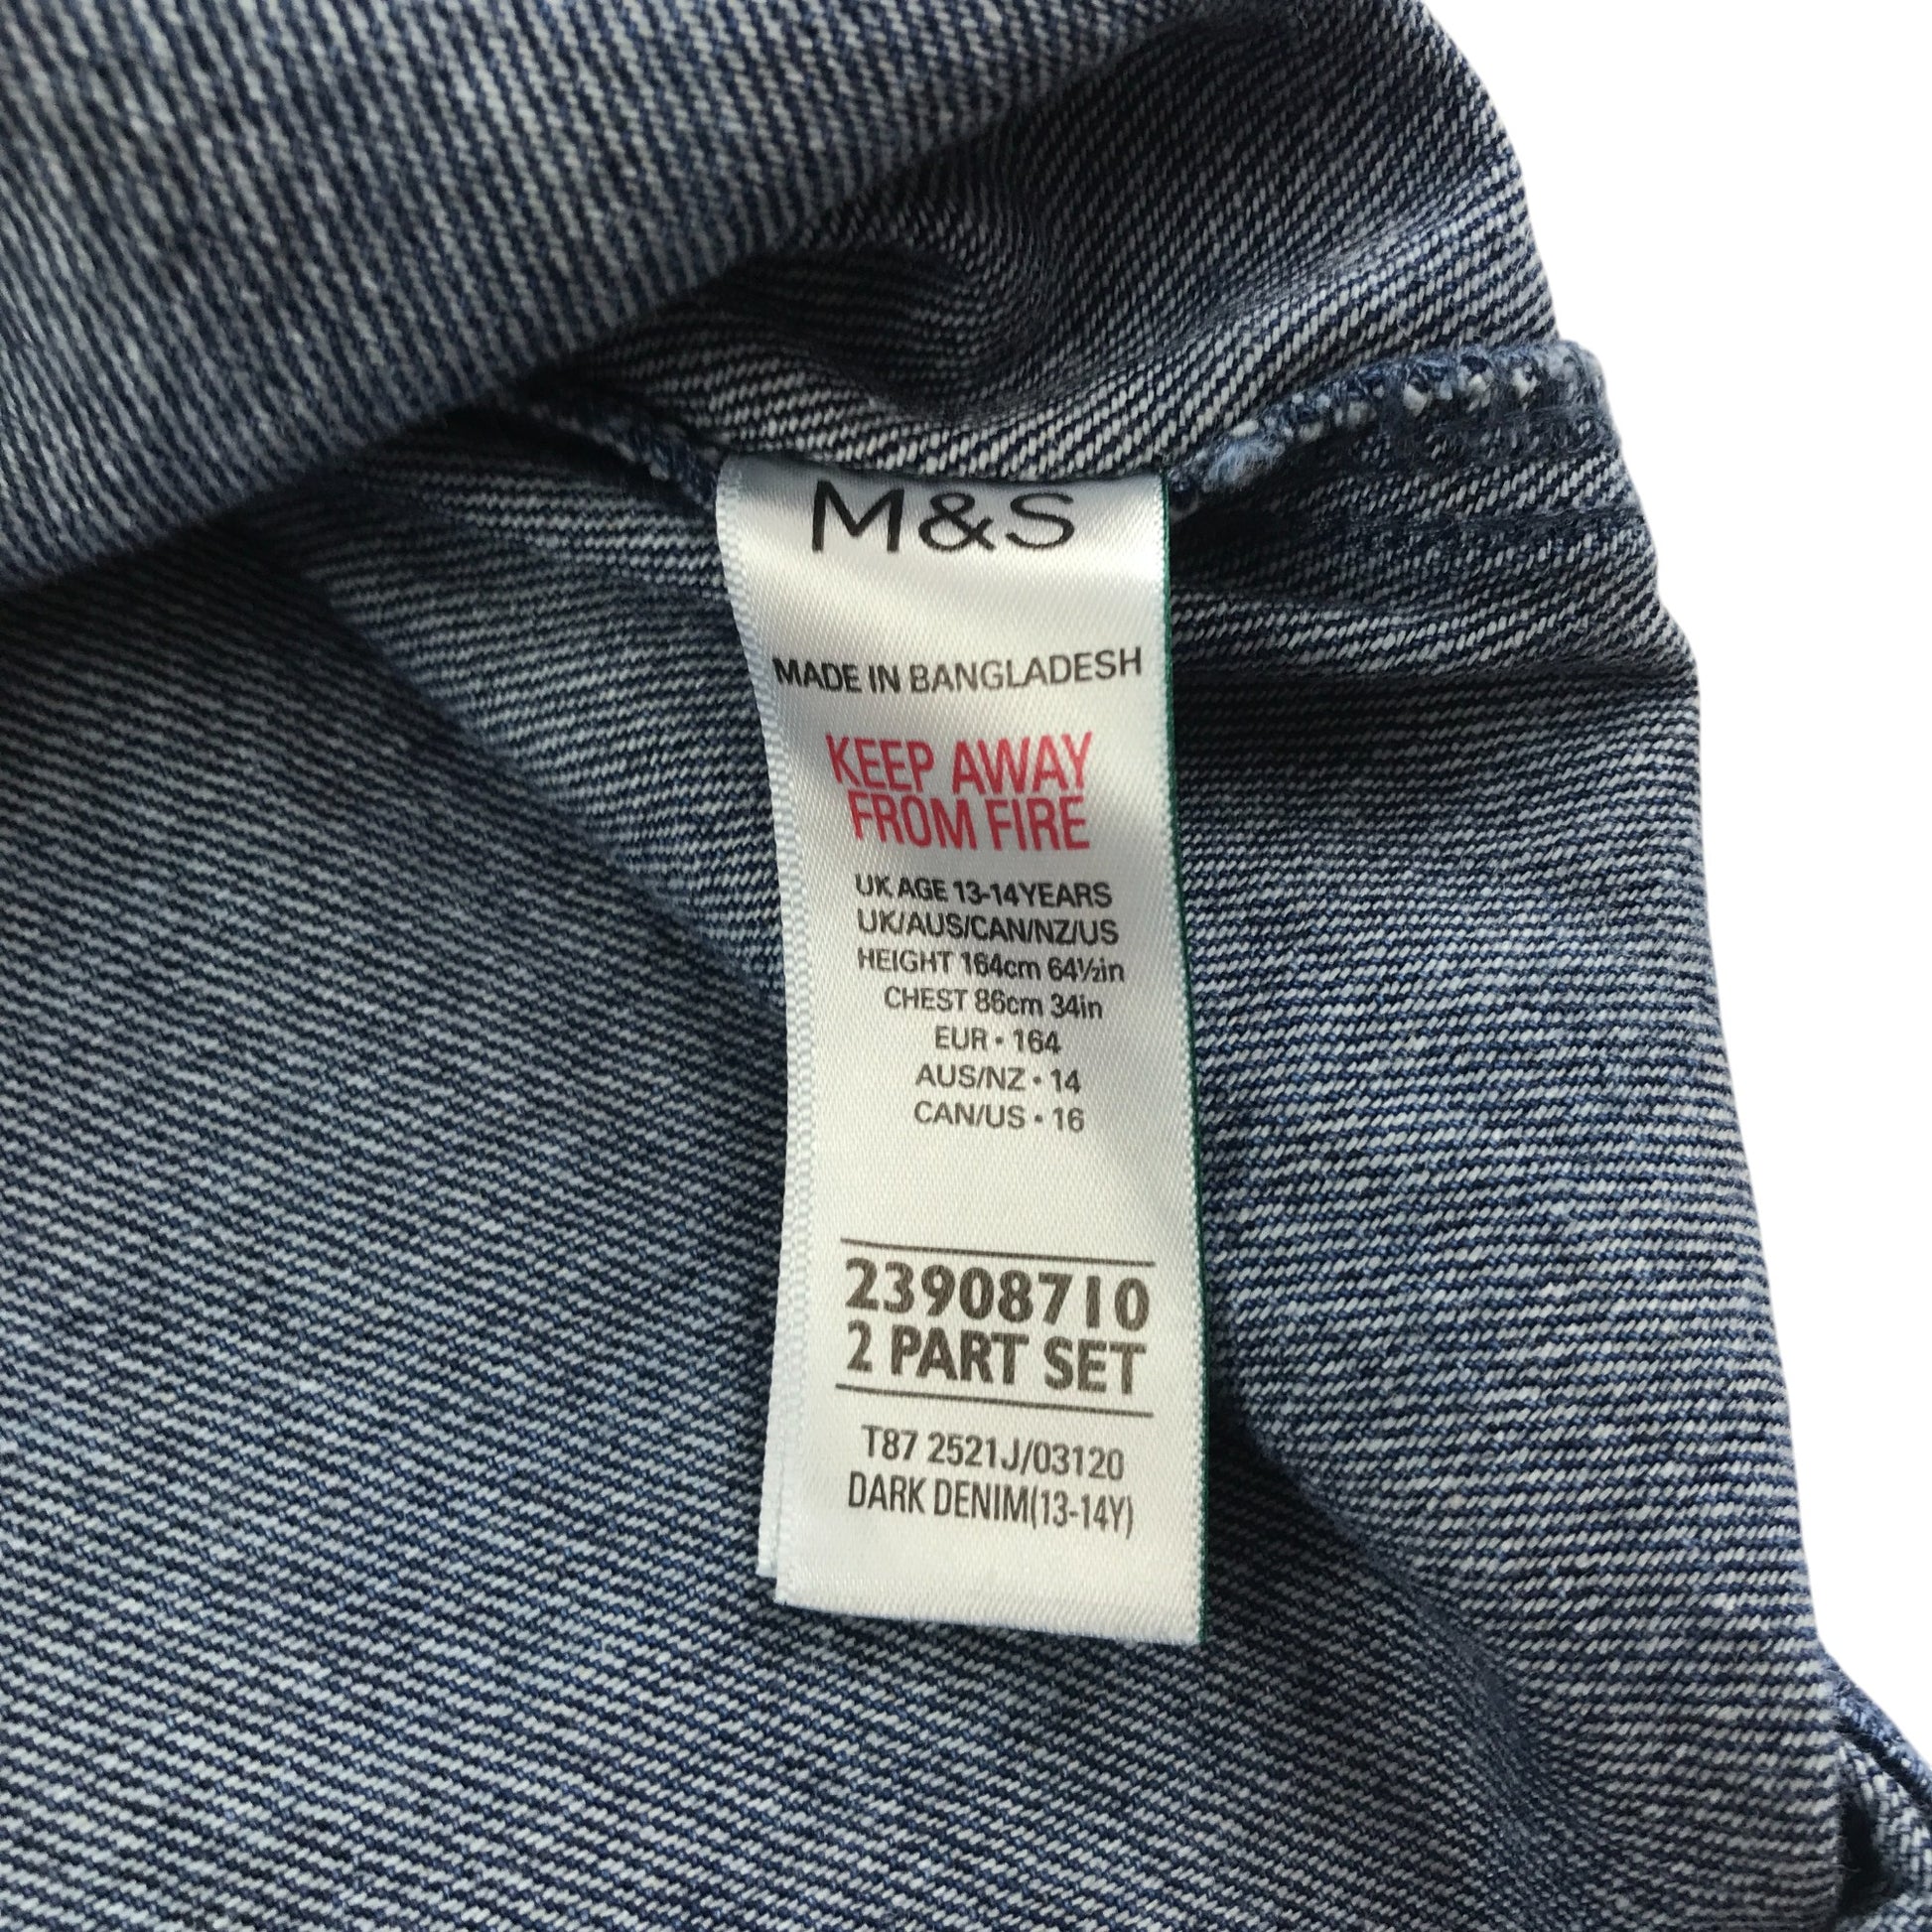 M&S
MADE IN BANGLADESH
KEEP AWAY
FROM FIRE
UK AGE 13-14YEARS
UK/AUS/CAN/NZ/US
HEIGHT 164cm 64½in
CHEST 86cm 34in
EUR • 164
AUS/NZ • 14
CAN/US • 16
23908710
2 PART SET
T87 2521J/03120
DARK DENIM(13-14Y)